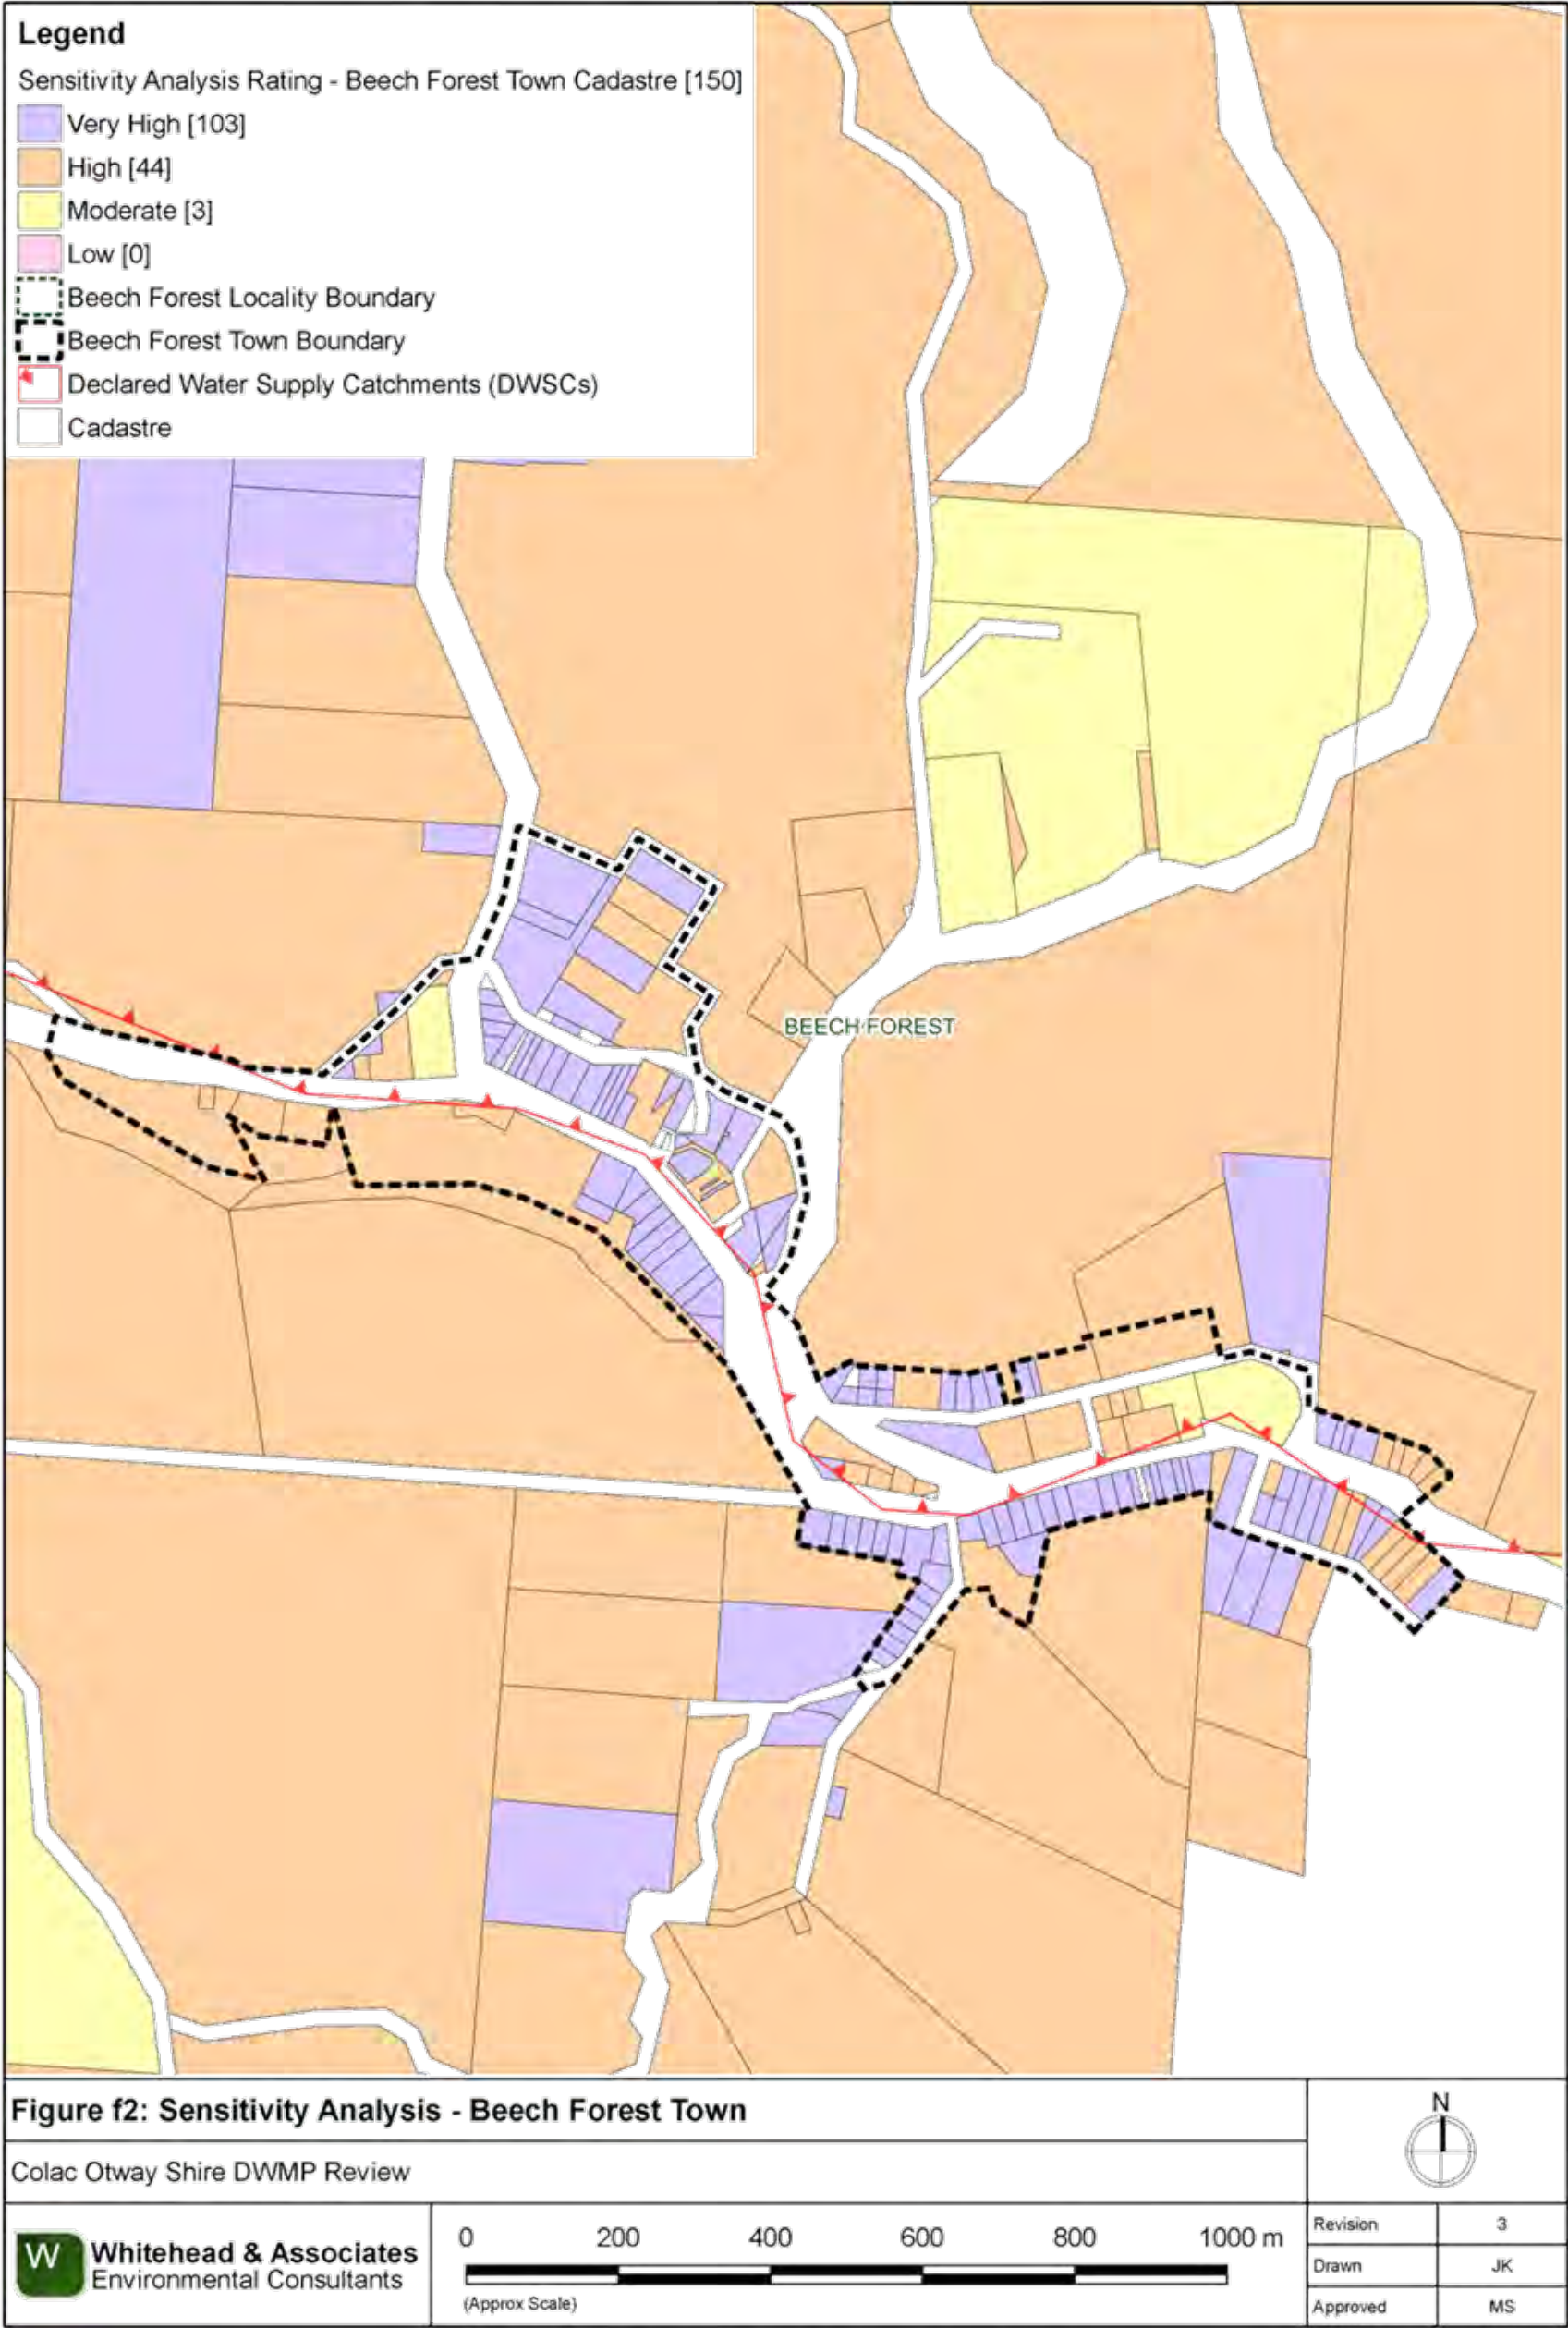 Legend
Sensitivity Analysis Rating - Beech Forest Town Cadastre [150]
Very High [103]
High [44]
Moderate [3]
Low [0]
Beech Forest Locality Boundary
Beech Forest Town Boundary
Declared Water Supply Catchments (DWSCs)
Cadastre
BEECH FOREST
Figure f2: Sensitivity Analysis - Beech Forest Town
N
Colac Otway Shire DWMP Review
W
Whitehead & Associates
Environmental Consultants
0 200 400 600 800 1000 m
(Approx Scale)
Revision 3
Drawn JK
Approved MS